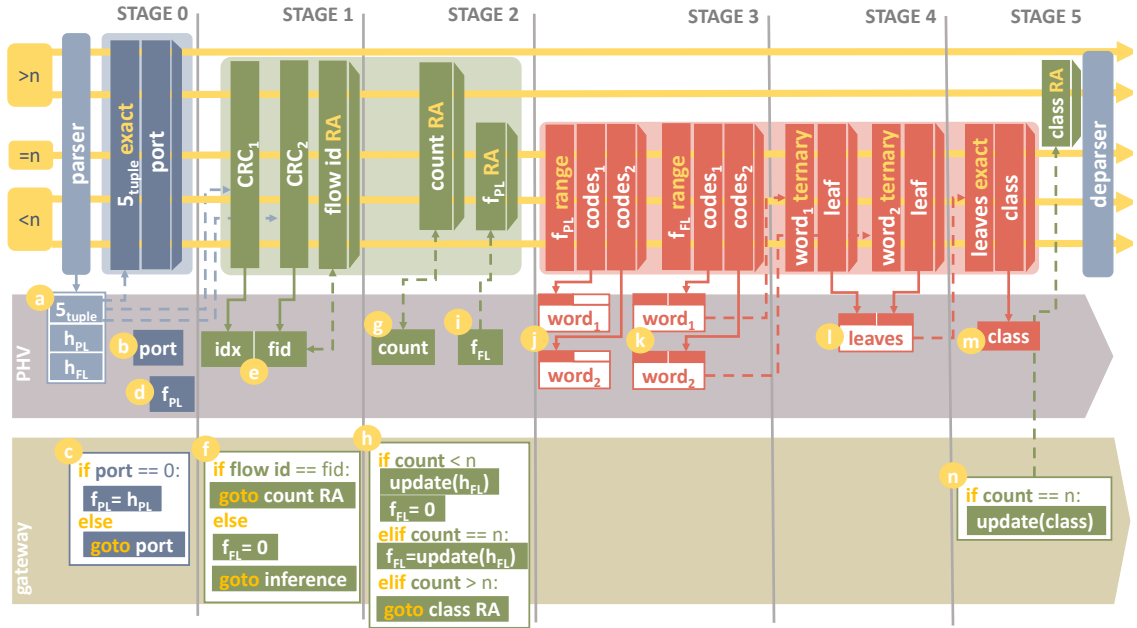 STAGE 0
STAGE 1
STAGE 2
STAGE 3
STAGE 4
STAGE 5
>n
=n
<n
parser
5tuple exact
port
CRC1
CRC2
flow id RA
count RA
fPL RA
fPL range
codes1
codes2
fFL range
codes1
codes2
word1 ternary
leaf
word2 ternary
leaf
leaves exact
class
class RA
deparser
PHV
a
5tuple
hPL
hFL
b
port
d
fPL
idx
fid
e
g
count
i
fFL
word1
j
word2
word1
k
word2
l
leaves
m
class
gateway
c
if port == 0:
fPL= hPL
else
goto port
f
if flow id == fid:
goto count RA
else
fFL= 0
goto inference
h
if count < n
update(hFL)
fFL= 0
elif count == n:
fFL=update(hFL)
elif count > n:
goto class RA
n
if count == n:
update(class)